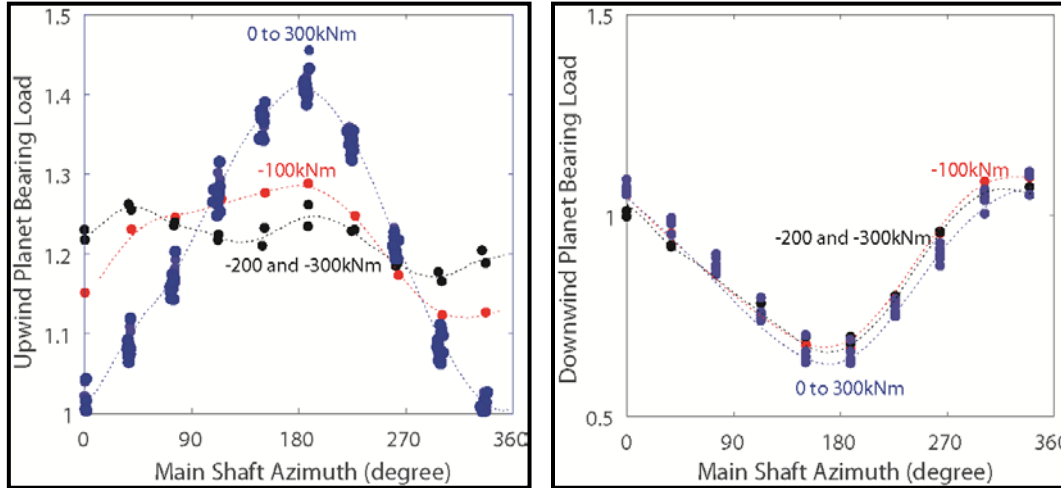 1.5
0 to 300kNm
1.4
-100kNm
1.3
1.2
-200 and -300kNm
1.1
1
0
90
180
270
360
Upwind Planet Bearing Load
Main Shaft Azimuth (degree)
1.5
-100kNm
1
-200 and -300kNm
0 to 300kNm
0.5
0
90
180
270
360
Downwind Planet Bearing Load
Main Shaft Azimuth (degree)